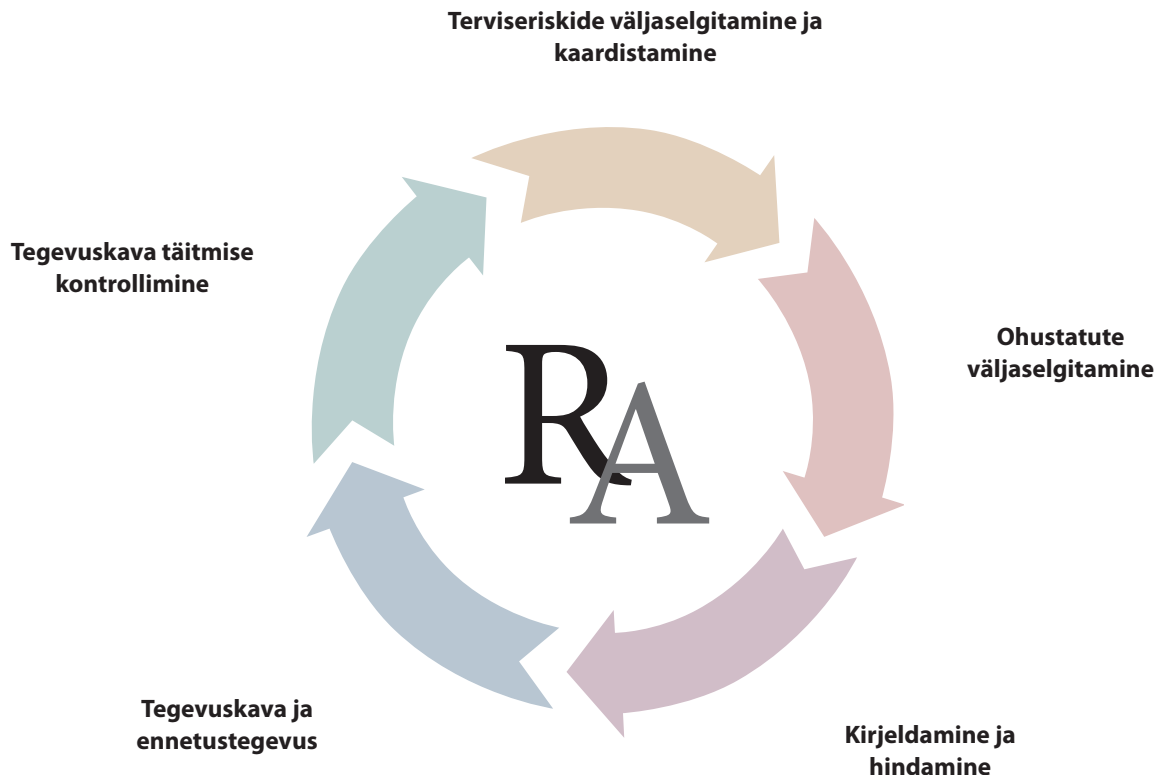 Terviseriskide väljaselgitamine ja
kaardistamine
Ohustatute
väljaselgitamine
Kirjeldamine ja
hindamine
Tegevuskava ja
ennetustegevus
Tegevuskava täitmise
kontrollimine
RA